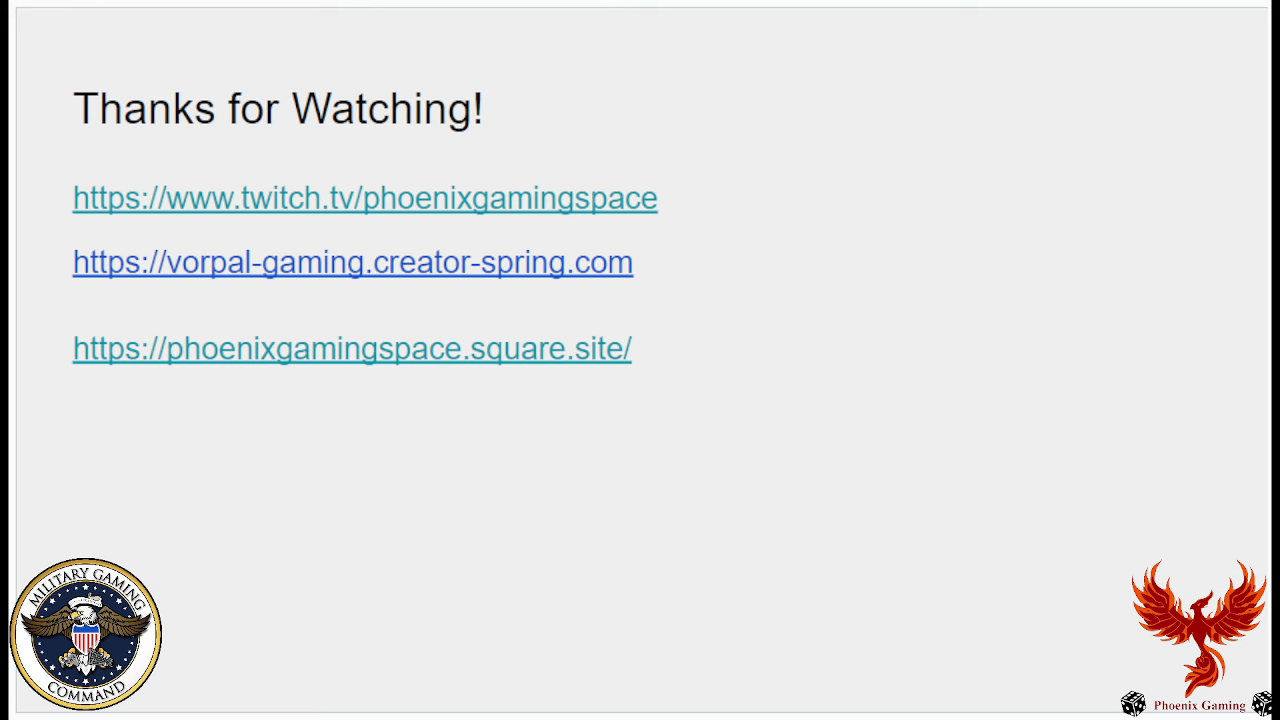 Thanks for Watching!
https://www.twitch.tv/phoenixgamingspace
https://vorpal-gaming.creator-spring.com
https://phoenixgamingspace.square.site/
MILITARY GAMING
COMMAND
Phoenix Gaming